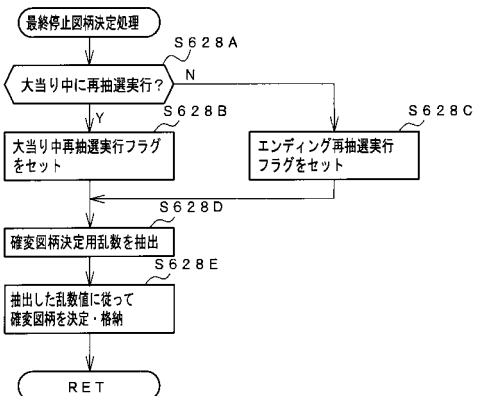 最終停止図柄決定処理
S628A
大当り中に再抽選実行？
N
S628B
S628C
Y
大当り中再抽選実行フラグ
をセット
エンディング再抽選実行
フラグをセット
S628D
確変図柄決定用乱数を抽出
S628E
抽出した乱数値に従って
確変図柄を決定・格納
RET